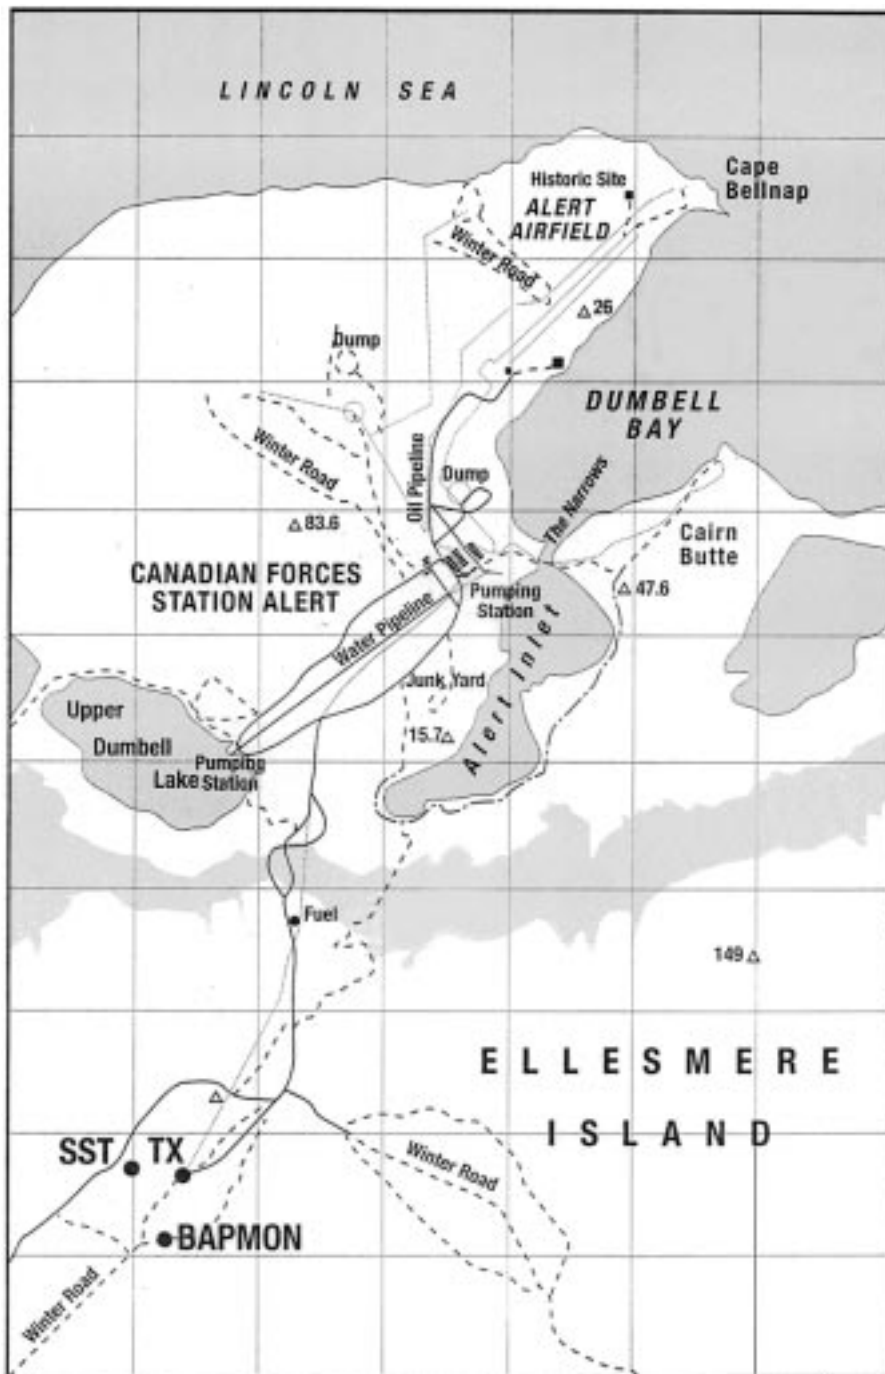 LINCOLN SEA
Cape
Bellnap
Historic Site
ALERT
AIRFIELD
Winter Road
26
Dump
DUMBELL
BAY
Winter Road
Oil Pipeline
Dump
The Narrows
83.6
Cairn
Butte
CANADIAN FORCES
STATION ALERT
Pumping
Station
47.6
Water Pipeline
Alert Inlet
Junk Yard
Upper
Dumbell
Lake
Pumping
Station
15.7
Fuel
149
ELLESMERE
ISLAND
SST TX
Winter Road
BAPMON
Winter Road